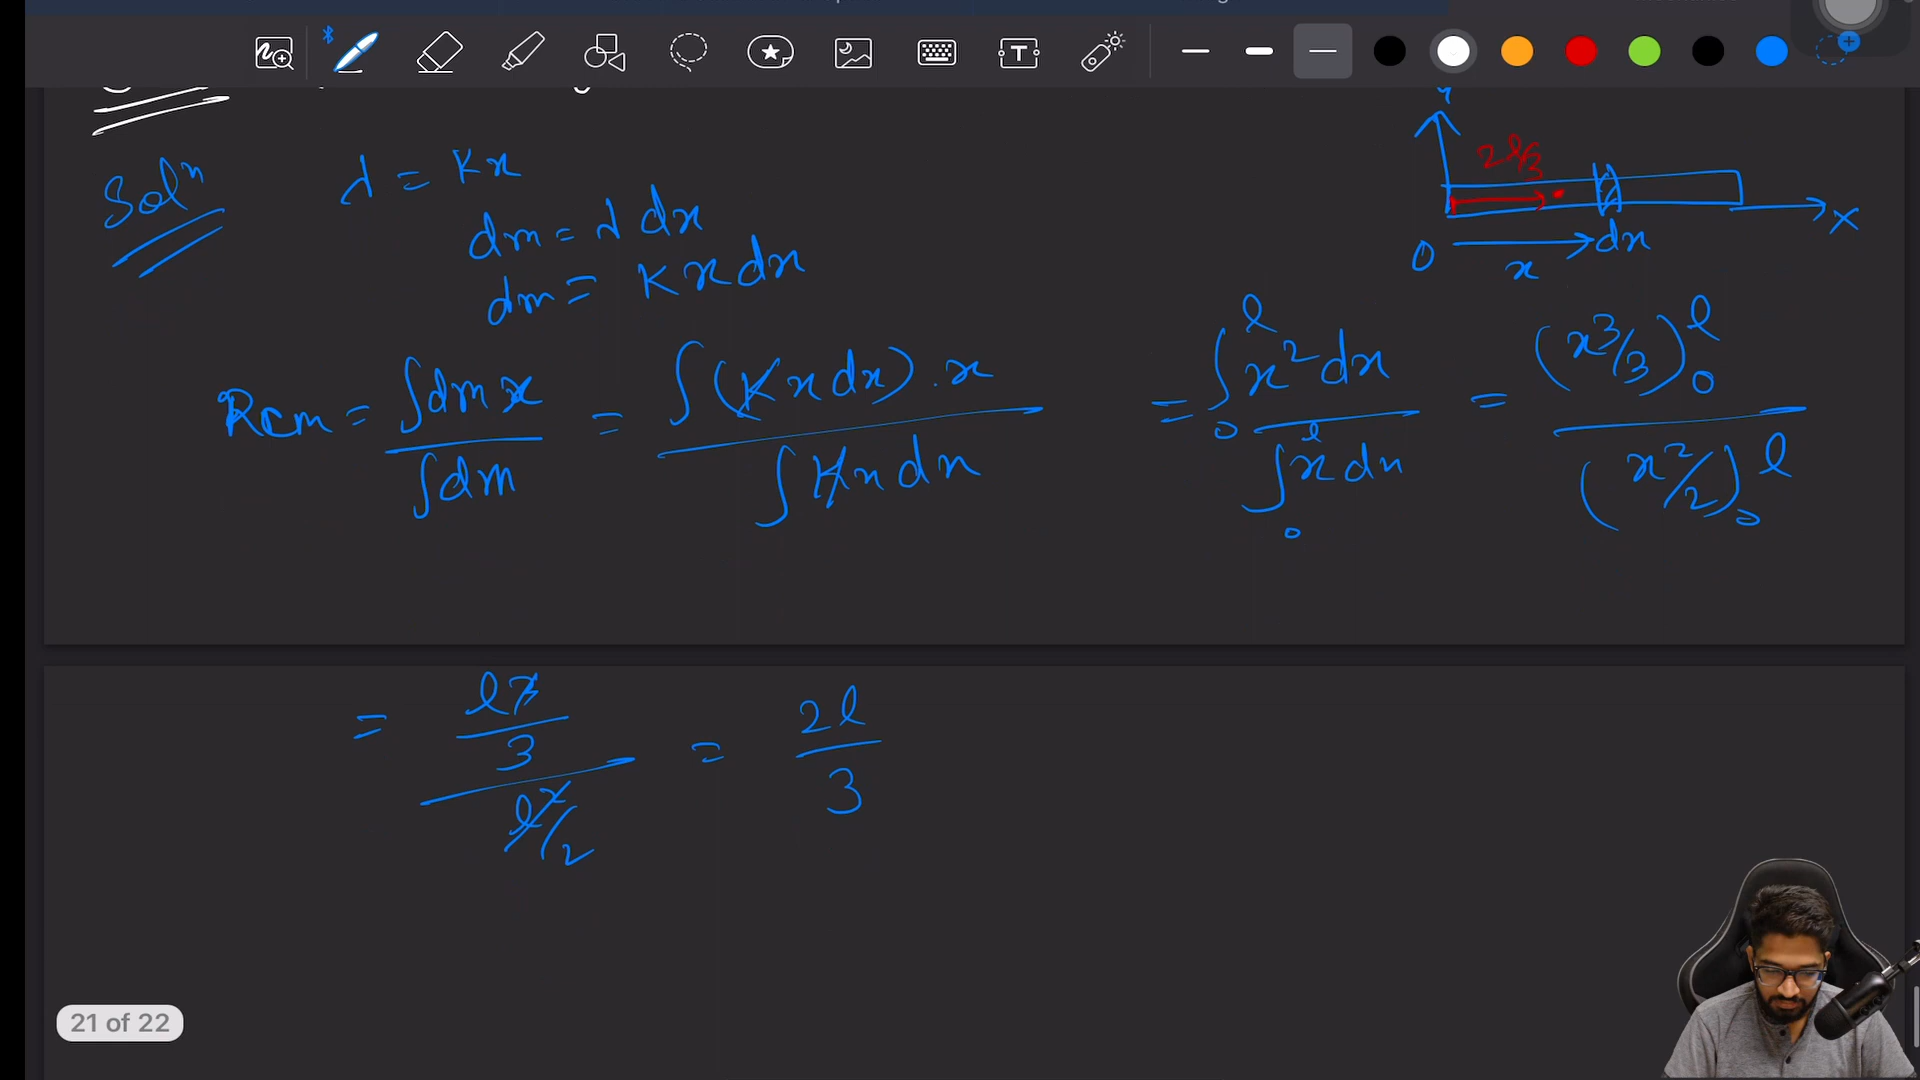 Y
2l/3
Solⁿ λ = Kx
dm = λ dx
dm = Kx dx
O x dx X
Rcm = ∫dm x / ∫dm = ∫(Kx dx).x / ∫Kx dx = ∫₀ˡ x² dx / ∫₀ˡ x dx = (x³/3)₀ˡ / (x²/2)₀ˡ
= (l³/3) / (l²/2) = 2l/3
21 of 22